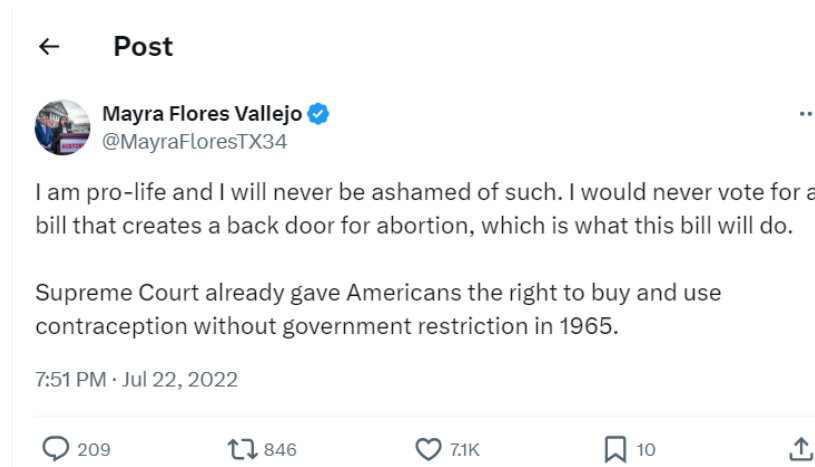 Post
Mayra Flores Vallejo
@MayraFloresTX34
I am pro-life and I will never be ashamed of such. I would never vote for a
bill that creates a back door for abortion, which is what this bill will do.
Supreme Court already gave Americans the right to buy and use
contraception without government restriction in 1965.
7:51 PM · Jul 22, 2022
209 846 7.1K 10